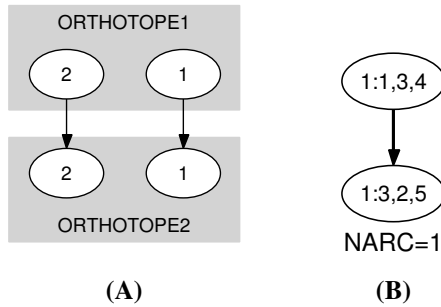 ORTHOTOPE1
2 1
2 1
ORTHOTOPE2
(A)
1:1,3,4
1:3,2,5
NARC=1
(B)